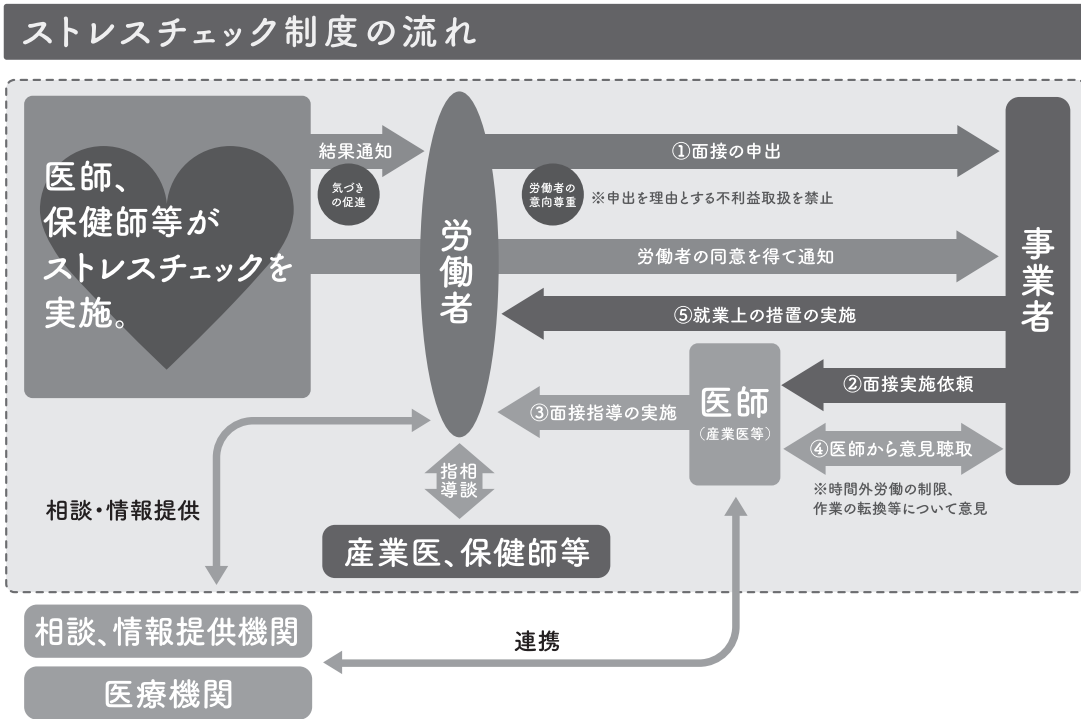 ストレスチェック制度の流れ
医師、
保健師等が
ストレスチェックを
実施。
結果通知
気づき
の促進
労働者
①面接の申出
労働者の
意向尊重
※申出を理由とする不利益取扱を禁止
労働者の同意を得て通知
事業者
⑤就業上の措置の実施
②面接実施依頼
医師
（産業医等）
③面接指導の実施
④医師から意見聴取
※時間外労働の制限、
作業の転換等について意見
相談
指導
相談・情報提供
産業医、保健師等
相談、情報提供機関
連携
医療機関